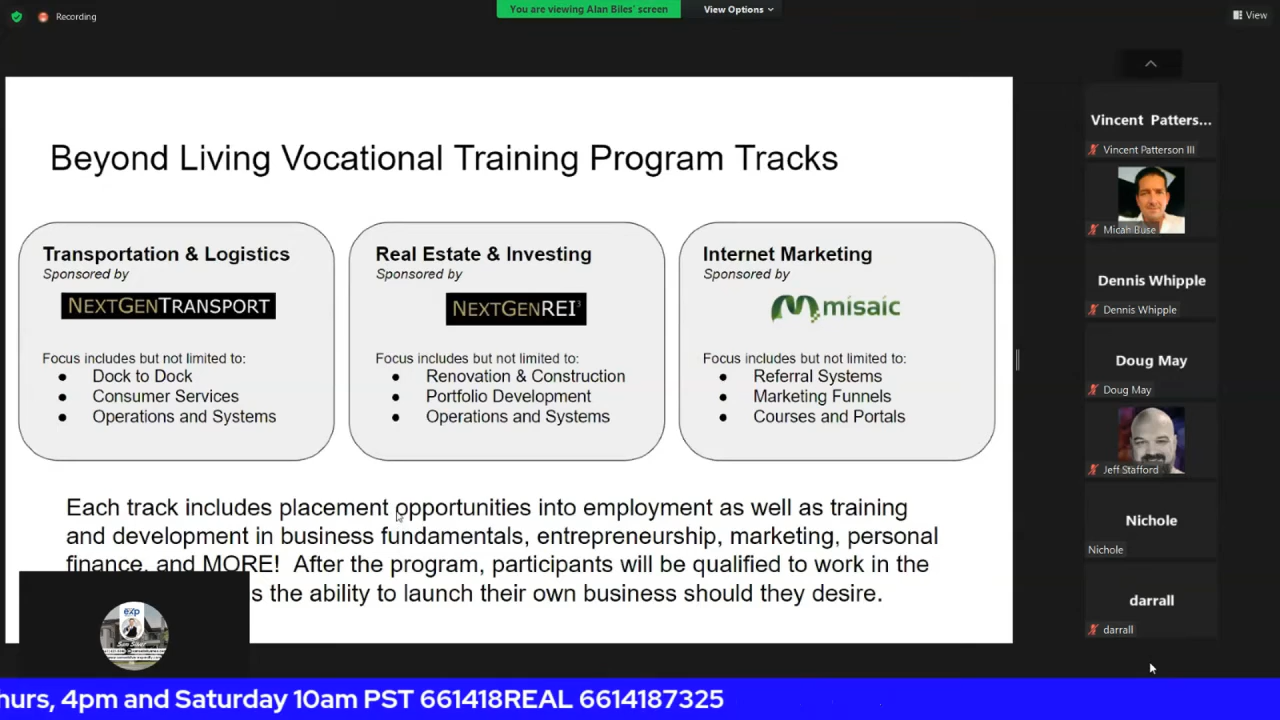 Recording
You are viewing Alan Biles' screen
View Options
View
Beyond Living Vocational Training Program Tracks
Transportation & Logistics
Sponsored by
NEXTGENTRANSPORT
Focus includes but not limited to:
Dock to Dock
Consumer Services
Operations and Systems
Real Estate & Investing
Sponsored by
NEXTGENREI³
Focus includes but not limited to:
Renovation & Construction
Portfolio Development
Operations and Systems
Internet Marketing
Sponsored by
misaic
Focus includes but not limited to:
Referral Systems
Marketing Funnels
Courses and Portals
Each track includes placement opportunities into employment as well as training
and development in business fundamentals, entrepreneurship, marketing, personal
finance, and MORE! After the program, participants will be qualified to work in the
s the ability to launch their own business should they desire.
exp
Vincent Patters...
Vincent Patterson III
Micah Buse
Dennis Whipple
Dennis Whipple
Doug May
Doug May
Jeff Stafford
Nichole
Nichole
darrall
darrall
hurs, 4pm and Saturday 10am PST 661418REAL 6614187325